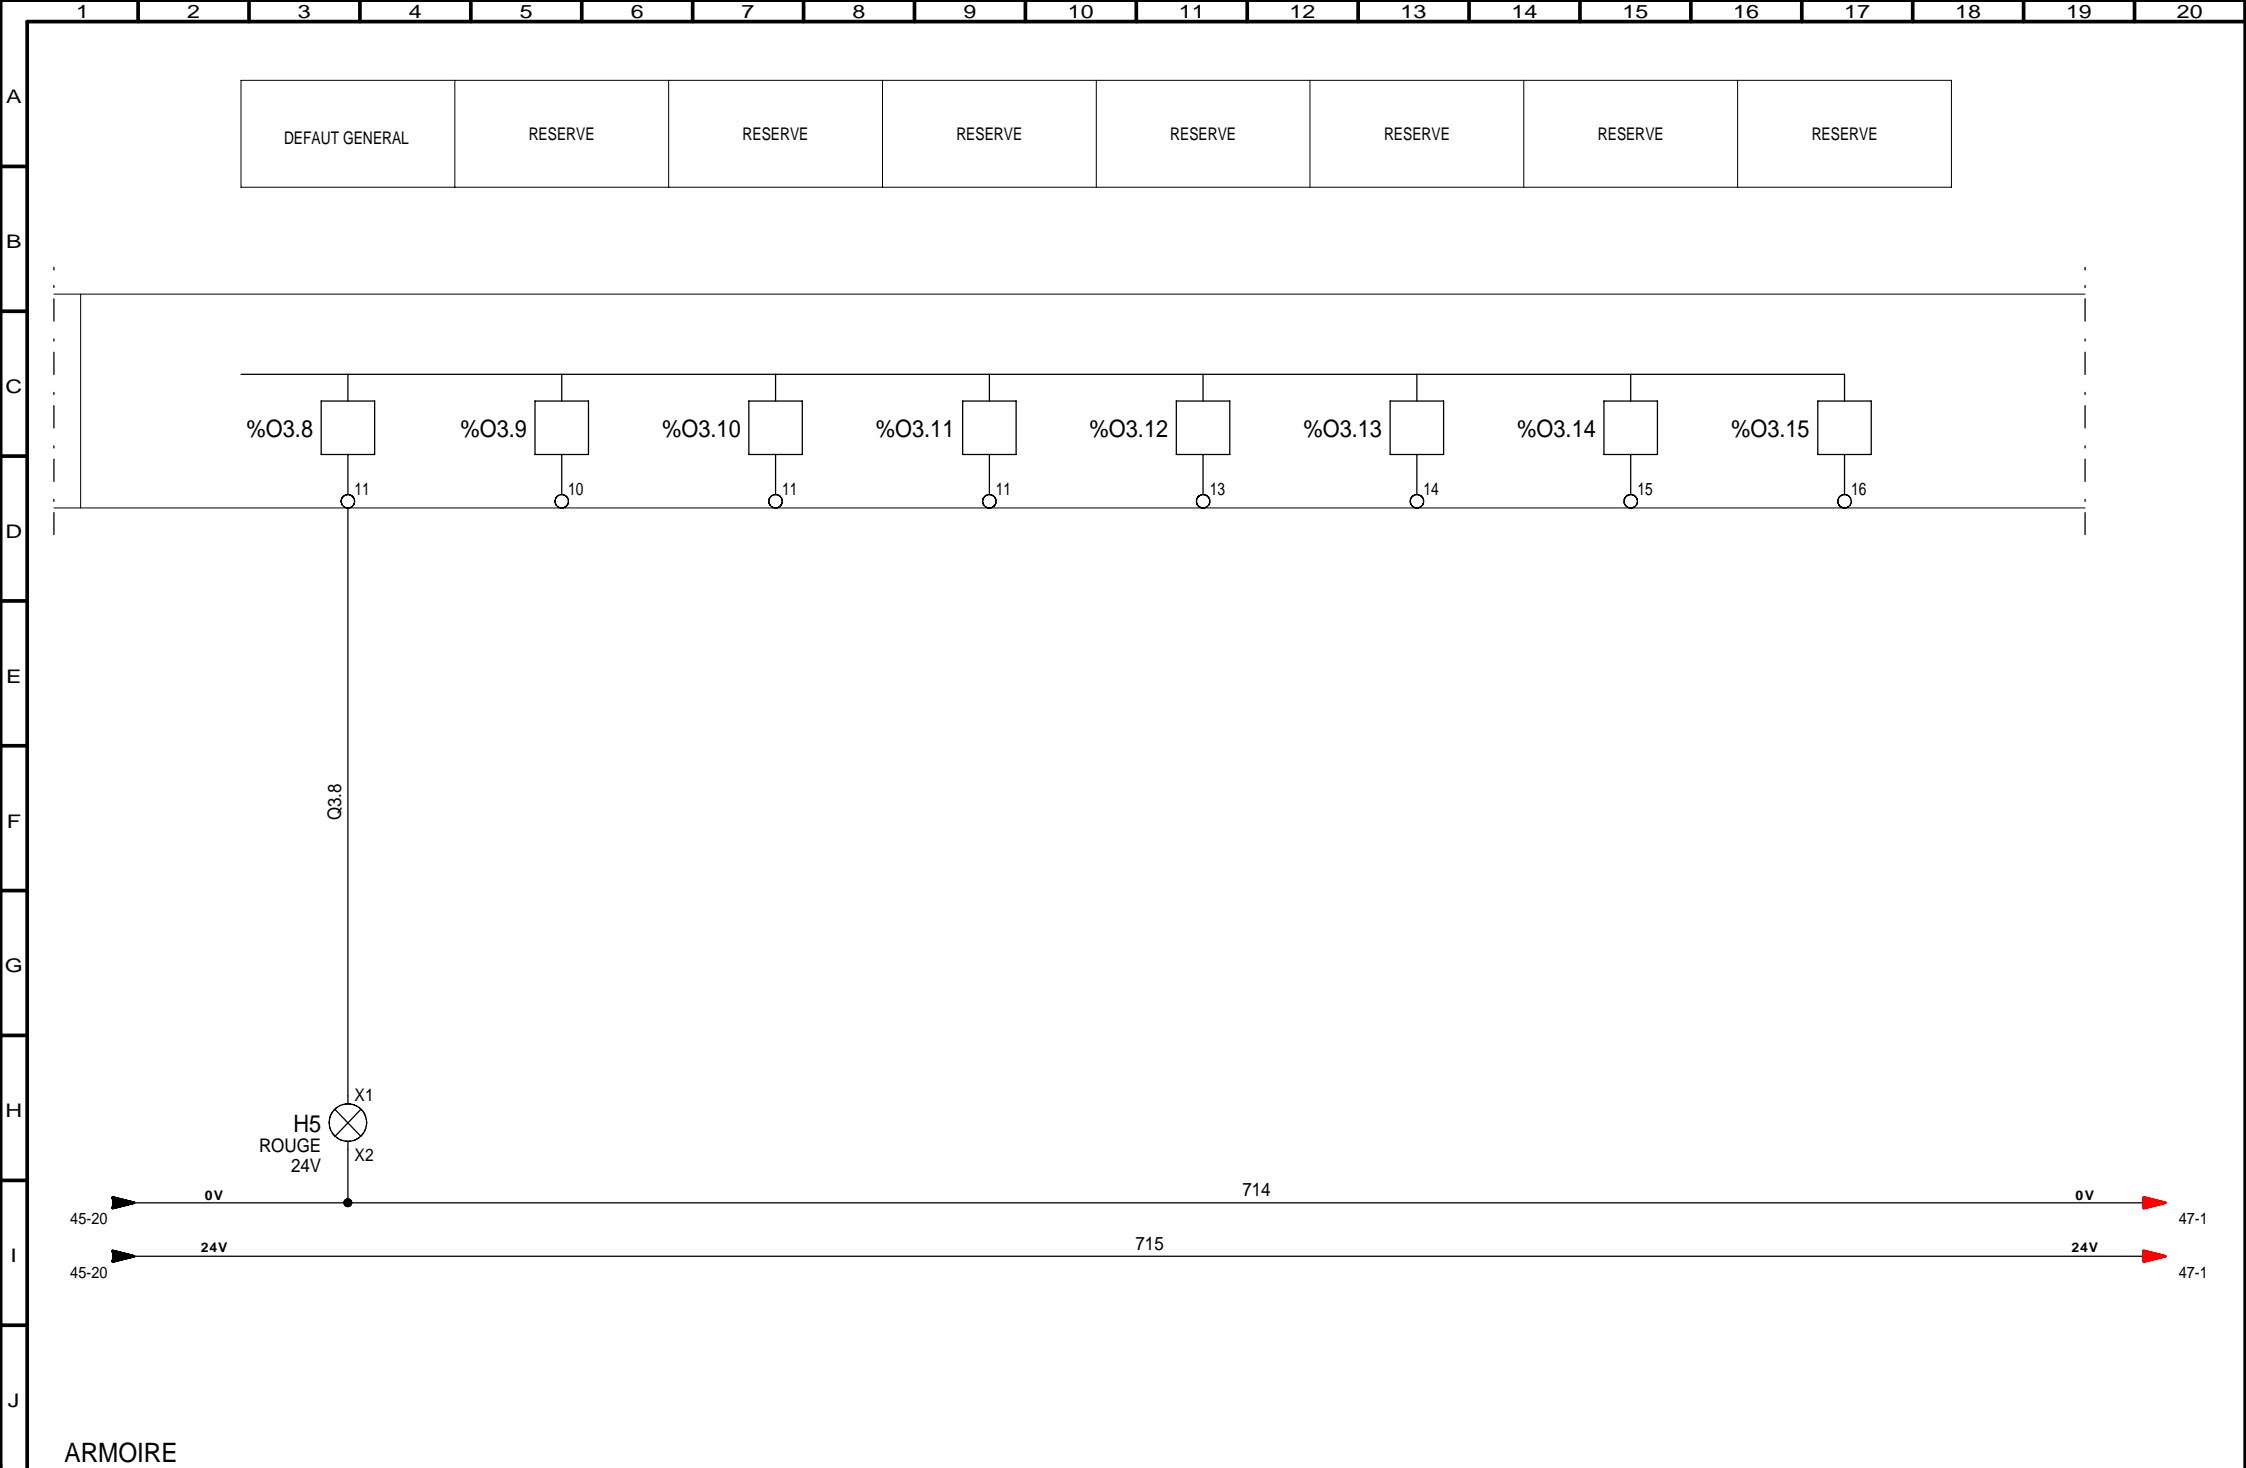 1 2 3 4 5 6 7 8 9 10 11 12 13 14 15 16 17 18 19 20
A
DEFAUT GENERAL RESERVE RESERVE RESERVE RESERVE RESERVE RESERVE RESERVE
B
C
%O3.8 %O3.9 %O3.10 %O3.11 %O3.12 %O3.13 %O3.14 %O3.15
11 10 11 11 13 14 15 16
D
E
Q3.8
F
G
X1
H
H5
ROUGE
X2
24V
0V 714 0V
45-20 47-1
24V 715 24V
I
45-20 47-1
J
ARMOIRE